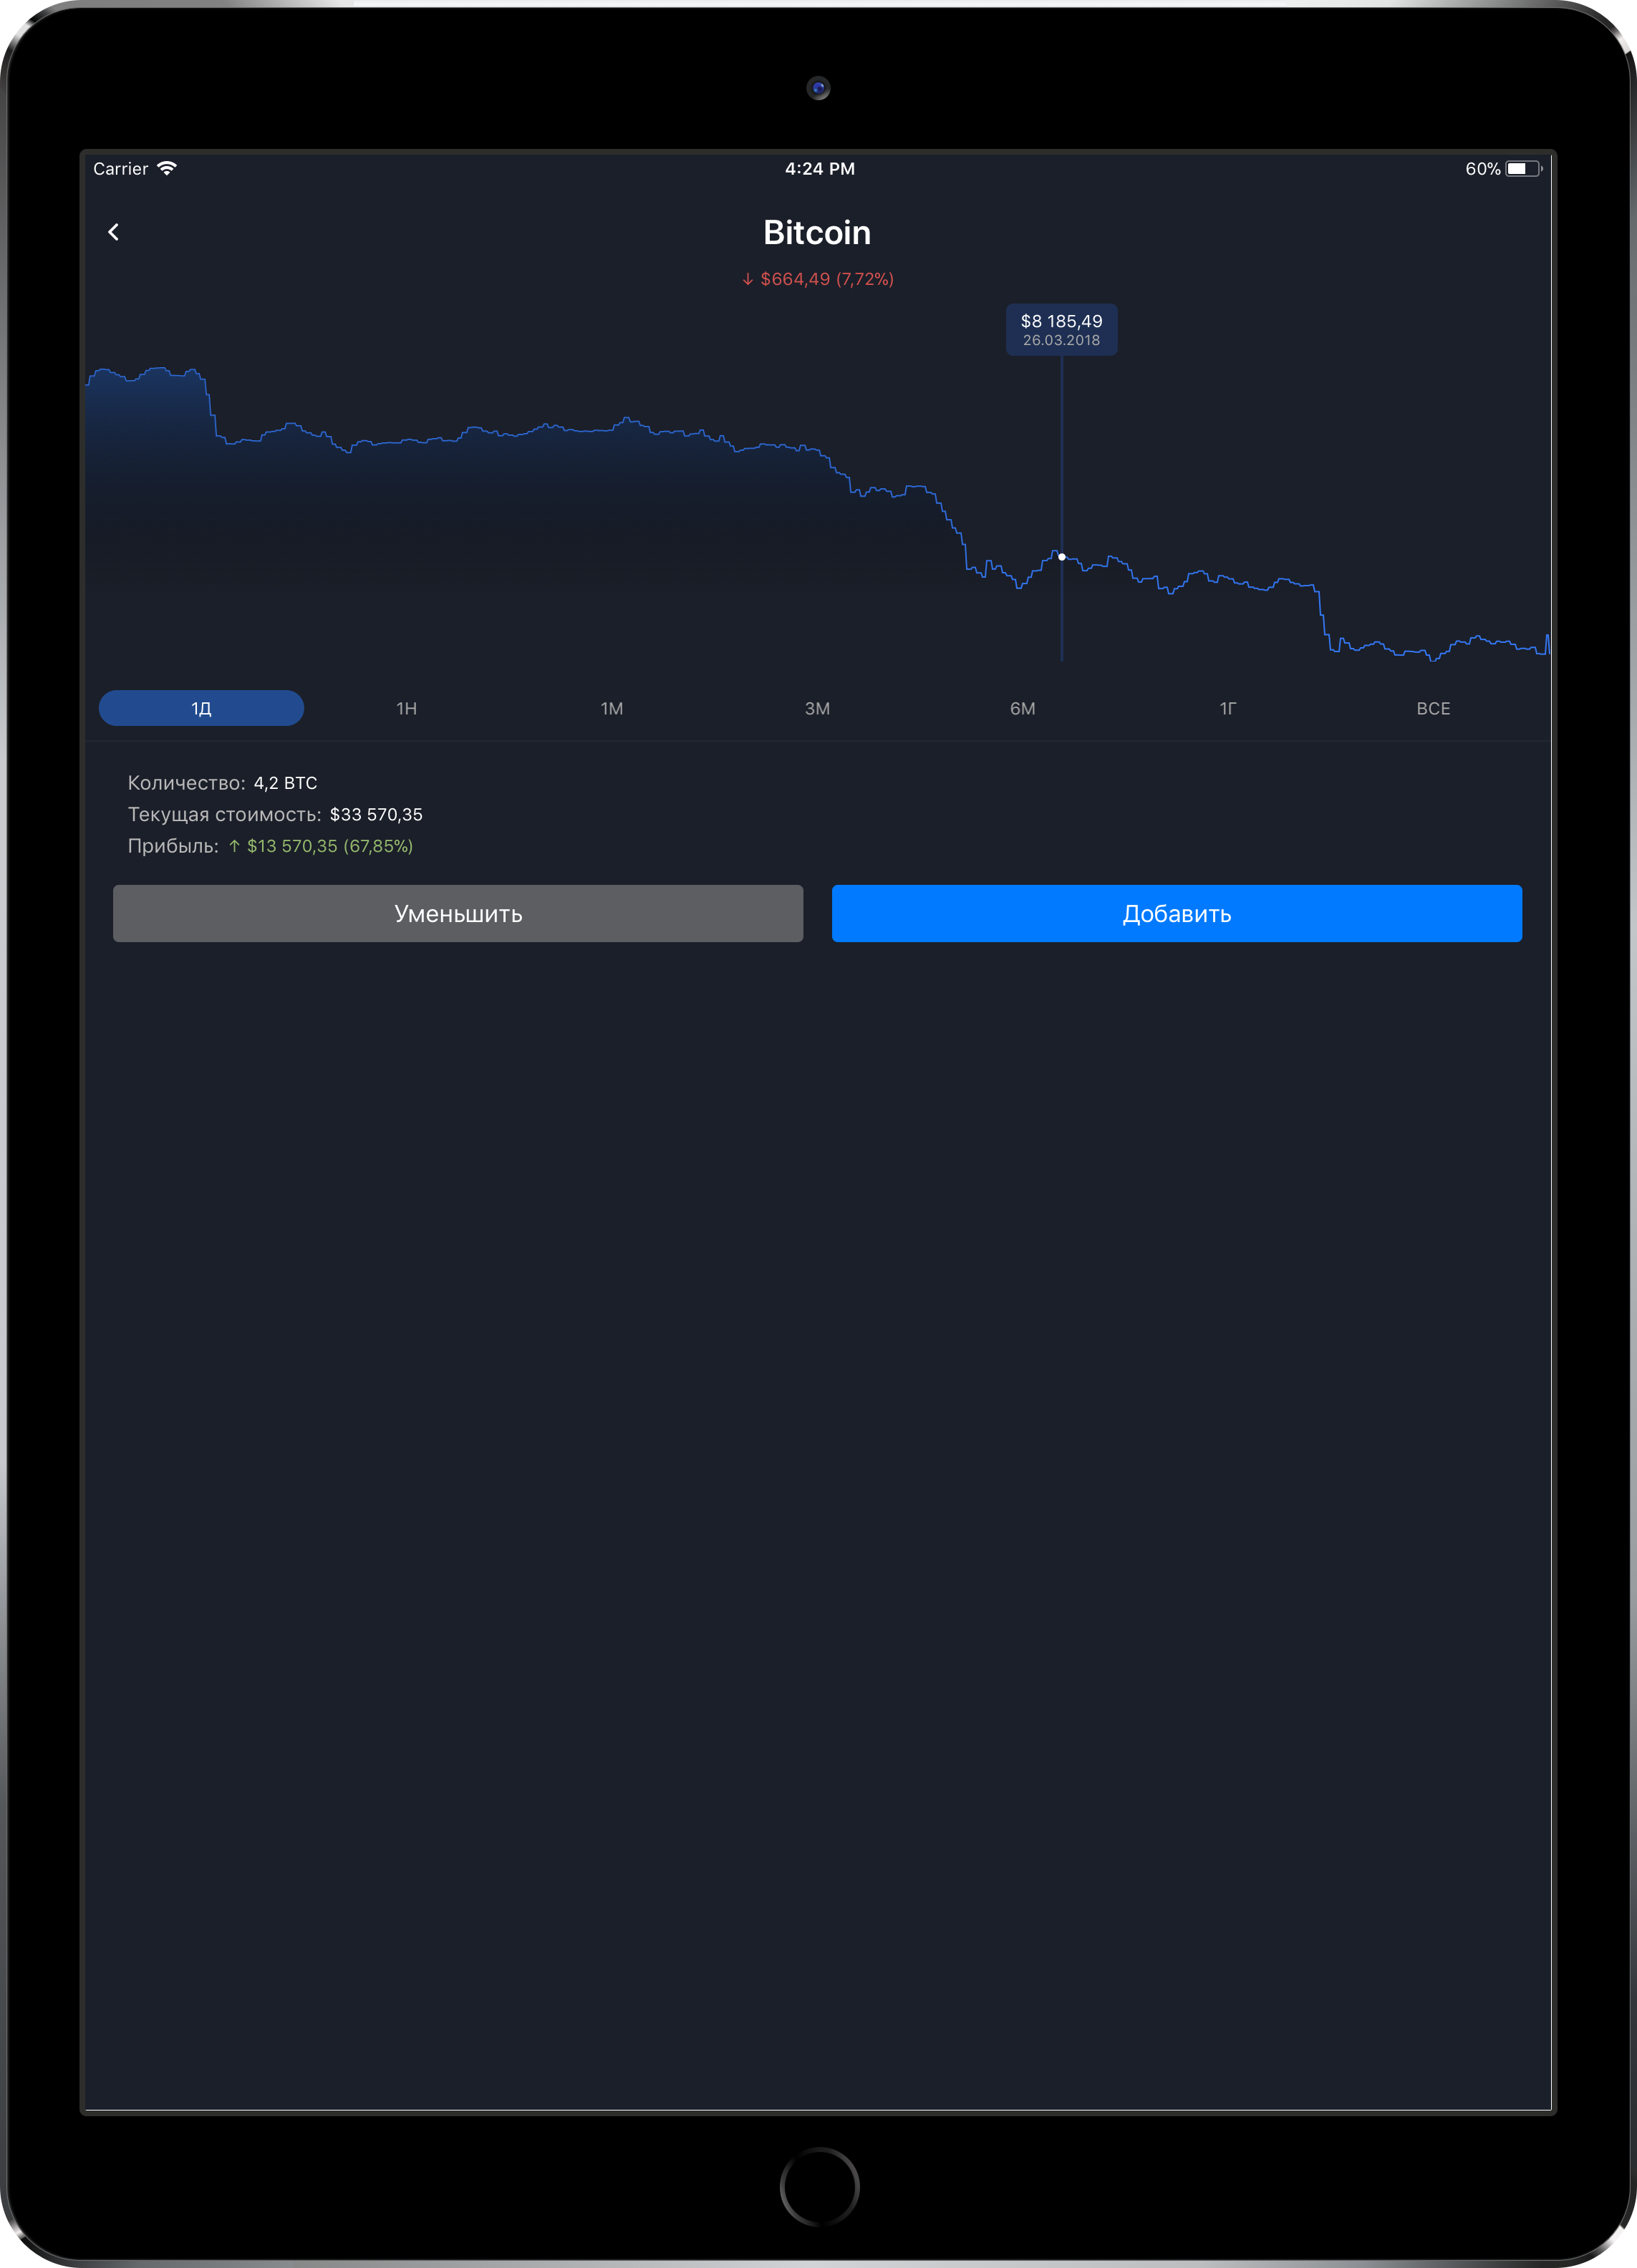 Carrier 4:24 PM 60%
Bitcoin
↓ $664,49 (7,72%)
$8 185,49
26.03.2018
1Д 1Н 1М 3М 6М 1Г ВСЕ
Количество: 4,2 BTC
Текущая стоимость: $33 570,35
Прибыль: ↑ $13 570,35 (67,85%)
Уменьшить Добавить